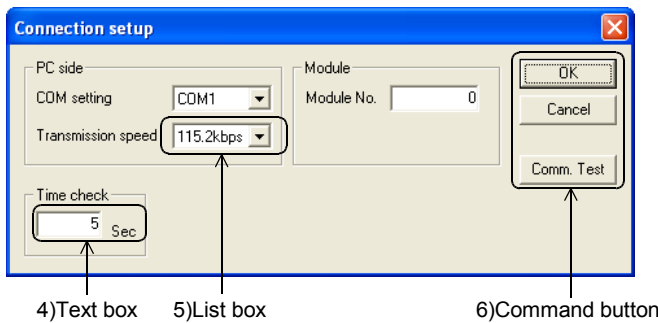 Connection setup
PC side
COM setting COM1
Transmission speed 115.2kbps
Module
Module No. 0
OK
Cancel
Comm. Test
Time check
5 Sec
4)Text box 5)List box 6)Command button